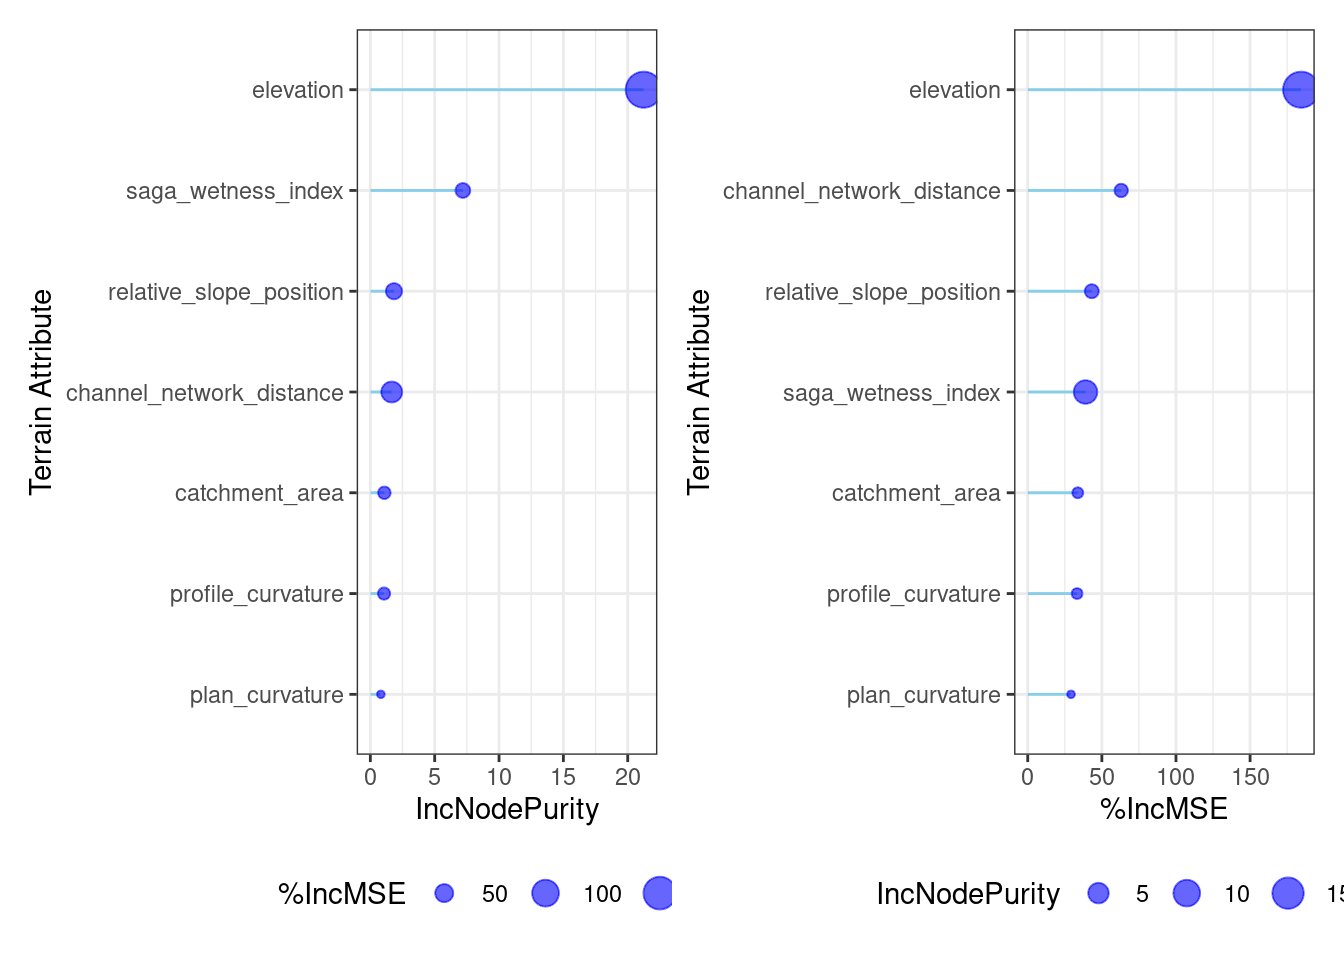 elevation
saga_wetness_index
relative_slope_position
channel_network_distance
catchment_area
profile_curvature
plan_curvature
Terrain Attribute
0 5 10 15 20
IncNodePurity
%IncMSE 50 100
elevation
channel_network_distance
relative_slope_position
saga_wetness_index
catchment_area
profile_curvature
plan_curvature
Terrain Attribute
0 50 100 150
%IncMSE
IncNodePurity 5 10 15